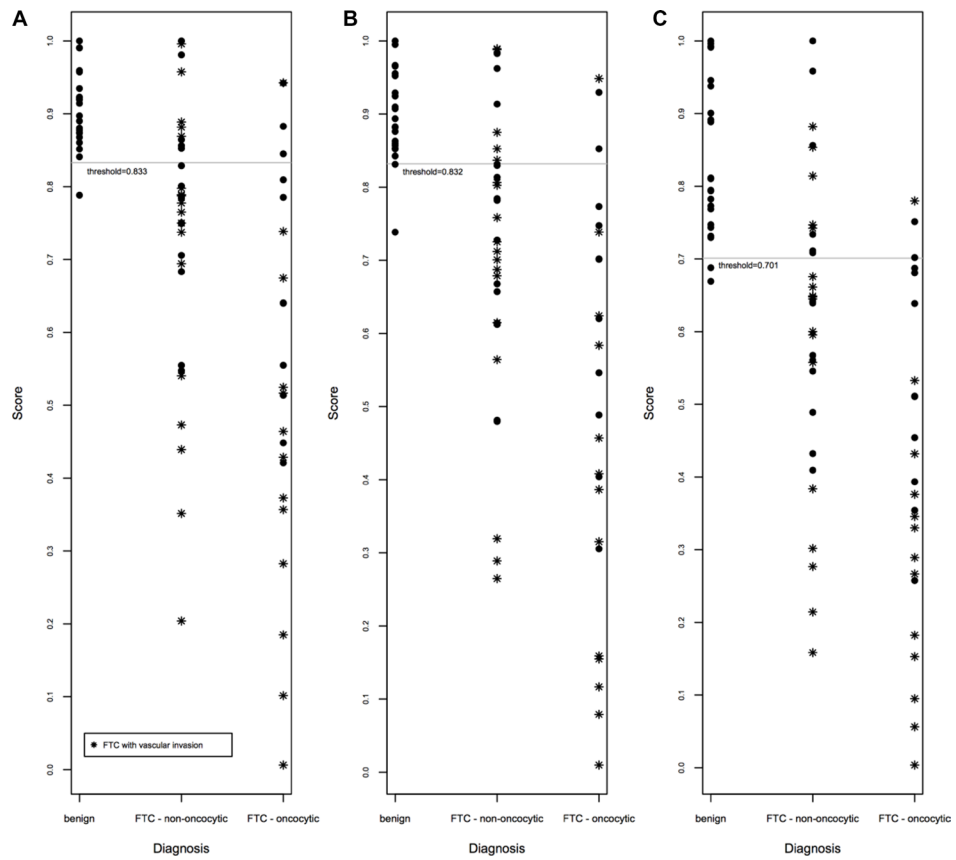 A
Score
1.0
0.9
0.8
0.7
0.6
0.5
0.4
0.3
0.2
0.1
0.0
threshold=0.833
FTC with vascular invasion
benign
FTC - non-oncocytic
FTC - oncocytic
Diagnosis
B
Score
1.0
0.9
0.8
0.7
0.6
0.5
0.4
0.3
0.2
0.1
0.0
threshold=0.832
benign
FTC - non-oncocytic
FTC - oncocytic
Diagnosis
C
Score
1.0
0.9
0.8
0.7
0.6
0.5
0.4
0.3
0.2
0.1
0.0
threshold=0.701
benign
FTC - non-oncocytic
FTC - oncocytic
Diagnosis